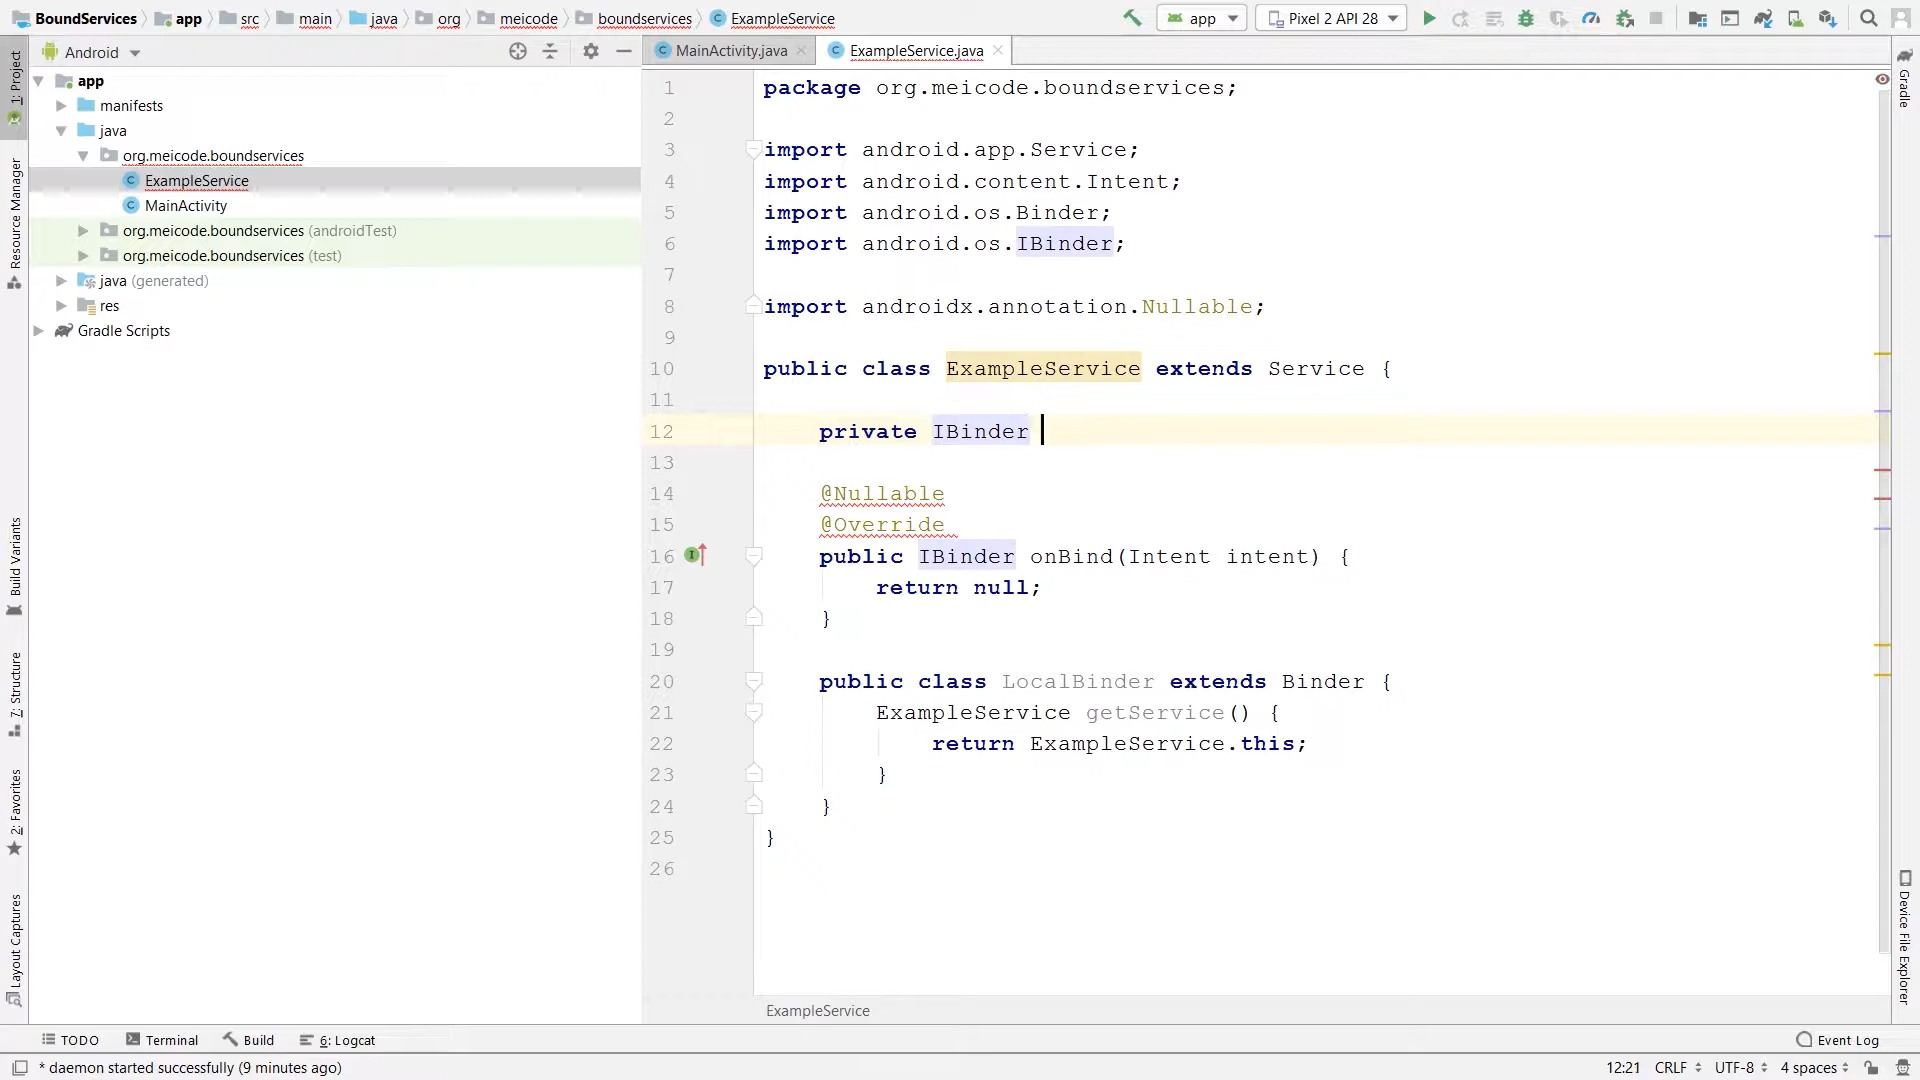 BoundServices app src main java org meicode boundservices ExampleService app Pixel 2 API 28
Android
MainActivity.java ExampleService.java
1: Project
Resource Manager
Build Variants
7: Structure
2: Favorites
Layout Captures
app
manifests
java
org.meicode.boundservices
ExampleService
MainActivity
org.meicode.boundservices (androidTest)
org.meicode.boundservices (test)
java (generated)
res
Gradle Scripts
1 package org.meicode.boundservices;
2
3 import android.app.Service;
4 import android.content.Intent;
5 import android.os.Binder;
6 import android.os.IBinder;
7
8 import androidx.annotation.Nullable;
9
10 public class ExampleService extends Service {
11
12 private IBinder
13
14 @Nullable
15 @Override
16 public IBinder onBind(Intent intent) {
17 return null;
18 }
19
20 public class LocalBinder extends Binder {
21 ExampleService getService() {
22 return ExampleService.this;
23 }
24 }
25 }
26
ExampleService
Gradle
Device File Explorer
TODO Terminal Build 6: Logcat Event Log
* daemon started successfully (9 minutes ago) 12:21 CRLF UTF-8 4 spaces